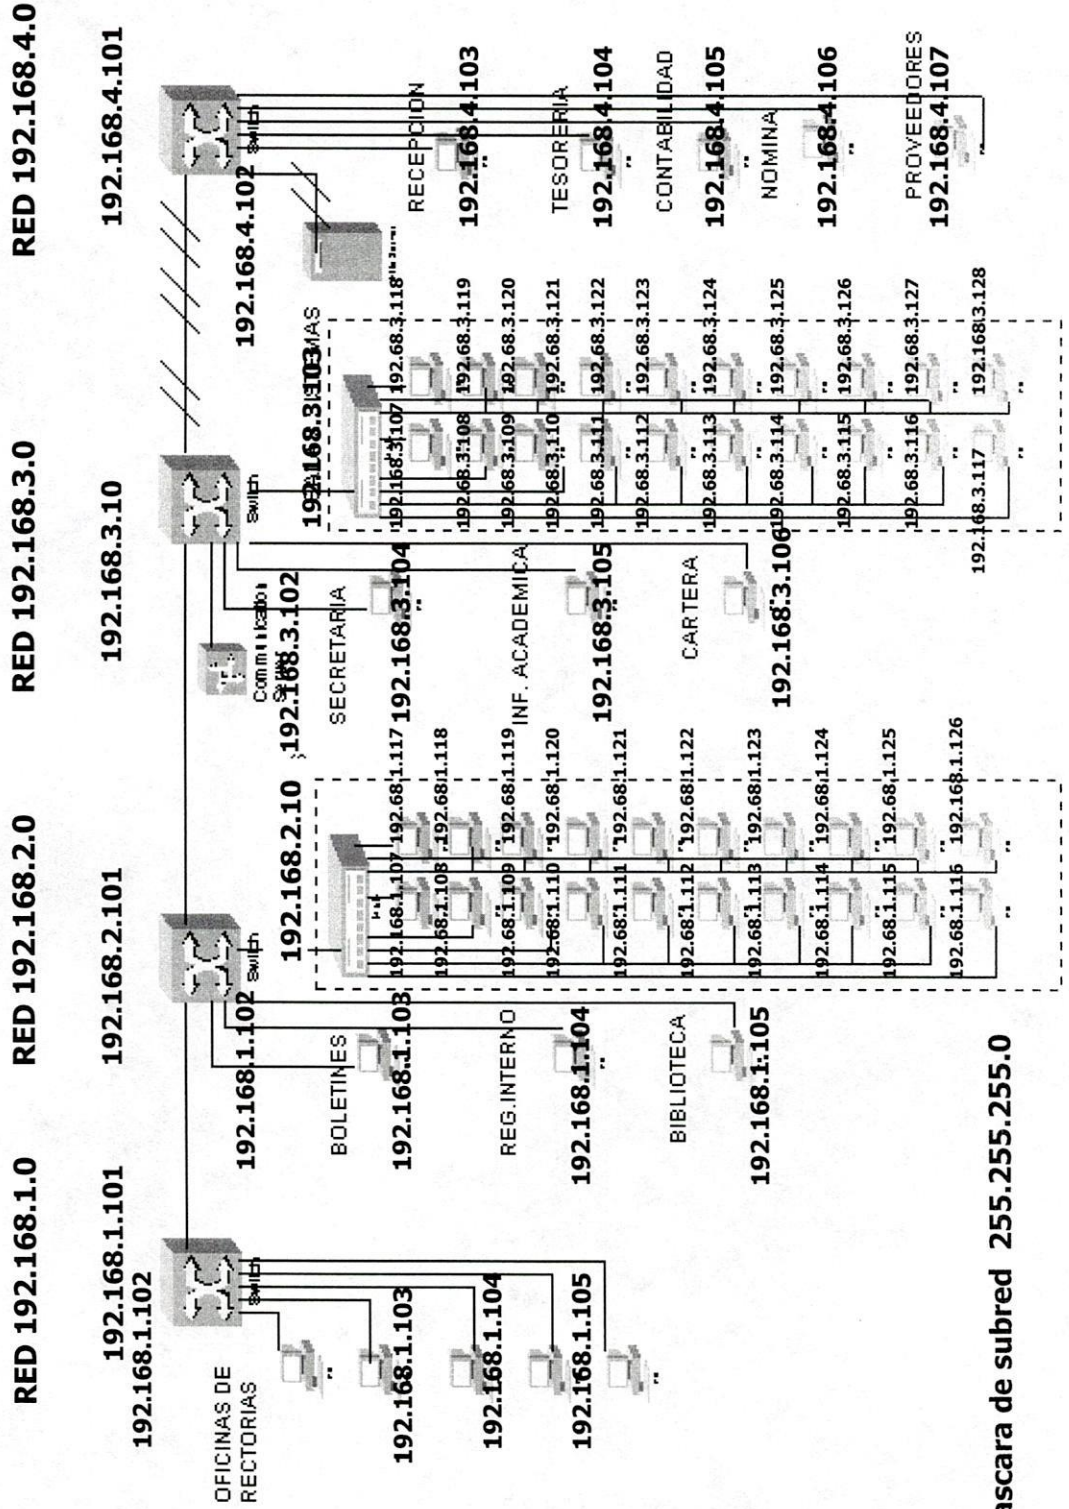 RED 192.168.1.0
RED 192.168.2.0
RED 192.168.3.0
RED 192.168.4.0
192.168.1.101
192.168.1.102
192.168.2.101
192.168.3.10
192.168.4.101
Switch
OFICINAS DE
RECTORIAS
192.168.1.103
192.168.1.104
192.168.1.105
Switch
192.168.1.102
BOLETINES
192.168.1.103
REG.INTERNO
192.168.1.104
BIBLIOTECA
192.168.1.105
192.168.2.10
192.168.1.107
192.68.1.108
192.68.1.109
192.68.1.110
192.68.1.111
192.68.1.112
192.68.1.113
192.68.1.114
192.68.1.115
192.68.1.116
192.68.1.117
192.68.1.118
192.68.1.119
192.68.1.120
192.68.1.121
192.68.1.122
192.68.1.123
192.68.1.124
192.68.1.125
192.168.1.126
Switch
Communication
192.168.3.102
SECRETARIA
192.168.3.104
INF. ACADEMICA
192.168.3.105
CARTERA
192.168.3.106
192.168.3.103
192.168.3.107
192.68.3.108
192.68.3.109
192.68.3.110
192.68.3.111
192.68.3.112
192.68.3.113
192.68.3.114
192.68.3.115
192.68.3.116
192.168.3.117
192.68.3.118
192.68.3.119
192.68.3.120
192.68.3.121
192.68.3.122
192.68.3.123
192.68.3.124
192.68.3.125
192.68.3.126
192.68.3.127
192.168.3.128
Switch
192.168.4.102
RECEPCION
192.168.4.103
TESORERIA
192.168.4.104
CONTABILIDAD
192.168.4.105
NOMINA
192.168.4.106
PROVEEDORES
192.168.4.107
ascara de subred 255.255.255.0